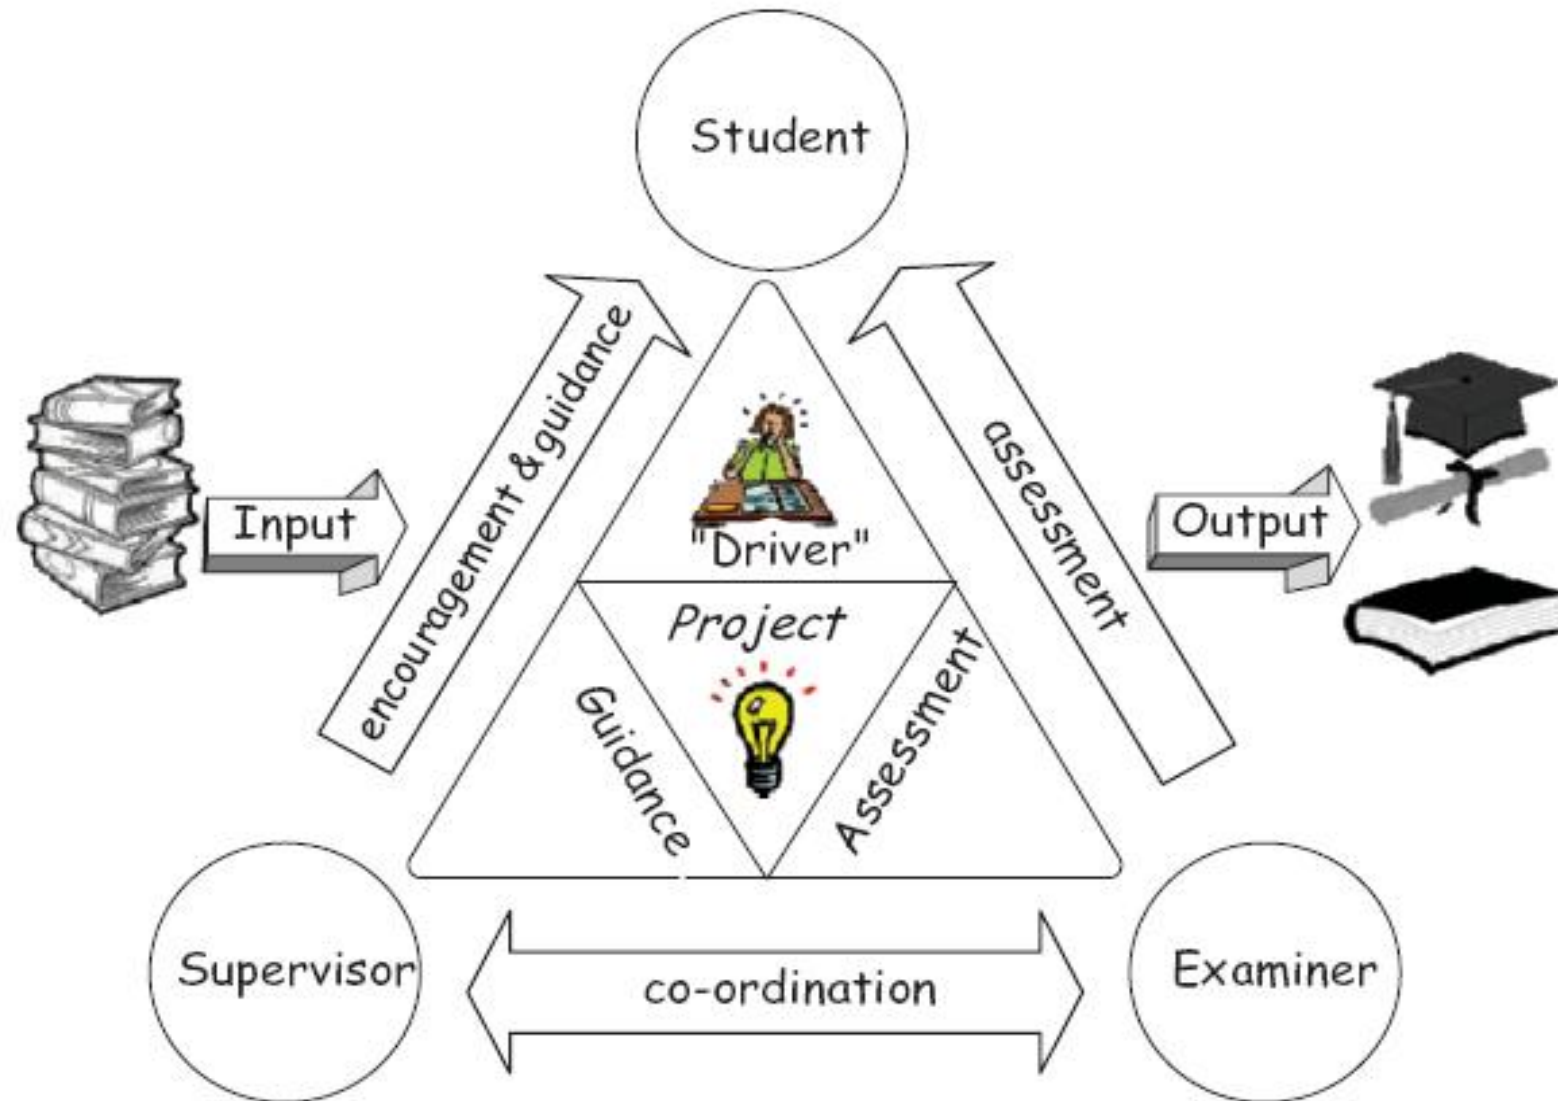 Student
encouragement & guidance
assessment
Input
Output
"Driver"
Project
Guidance
Assessment
Supervisor
co-ordination
Examiner